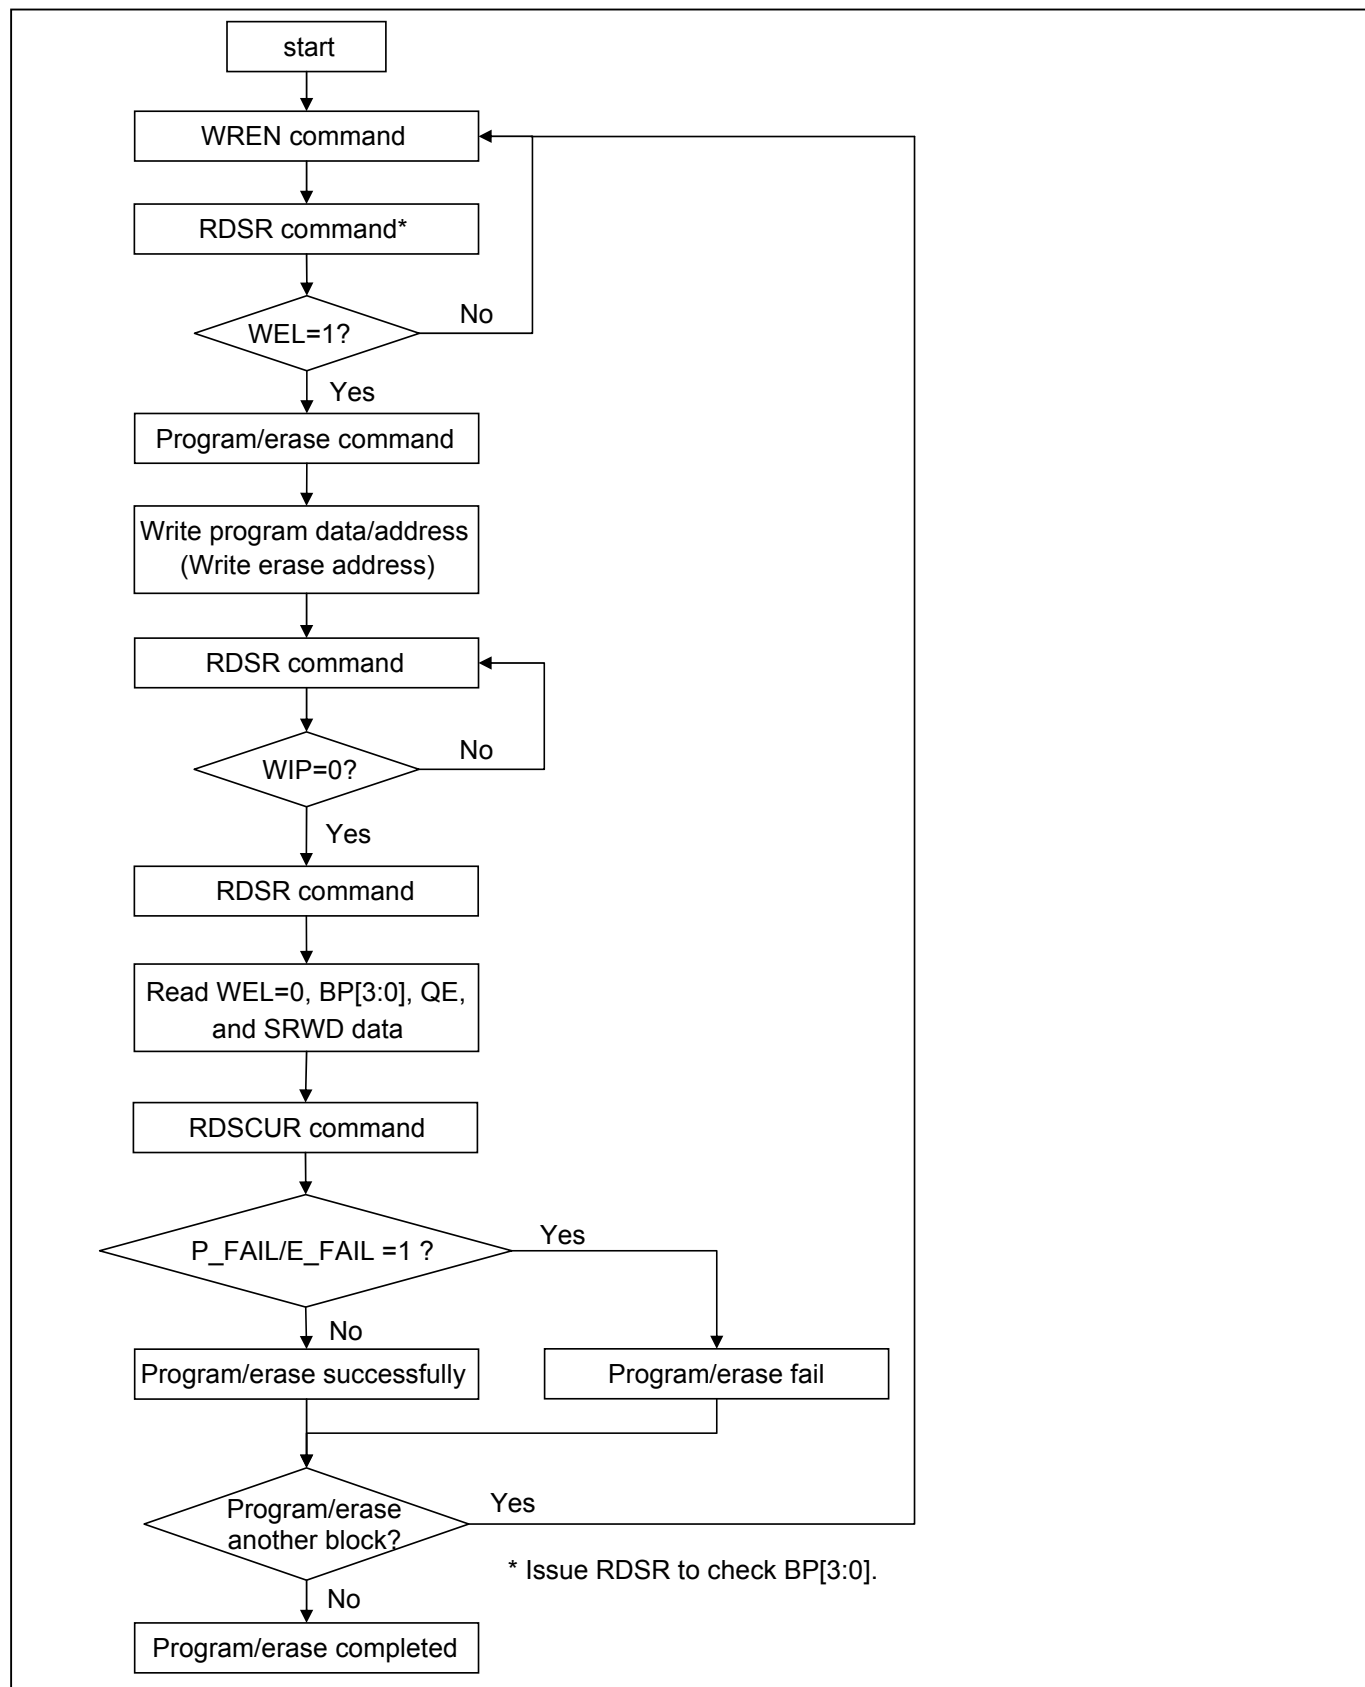 start
WREN command
RDSR command*
WEL=1?
No
Yes
Program/erase command
Write program data/address
(Write erase address)
RDSR command
WIP=0?
No
Yes
RDSR command
Read WEL=0, BP[3:0], QE,
and SRWD data
RDSCUR command
P_FAIL/E_FAIL =1 ?
Yes
No
Program/erase successfully
Program/erase fail
Program/erase
another block?
Yes
* Issue RDSR to check BP[3:0].
No
Program/erase completed